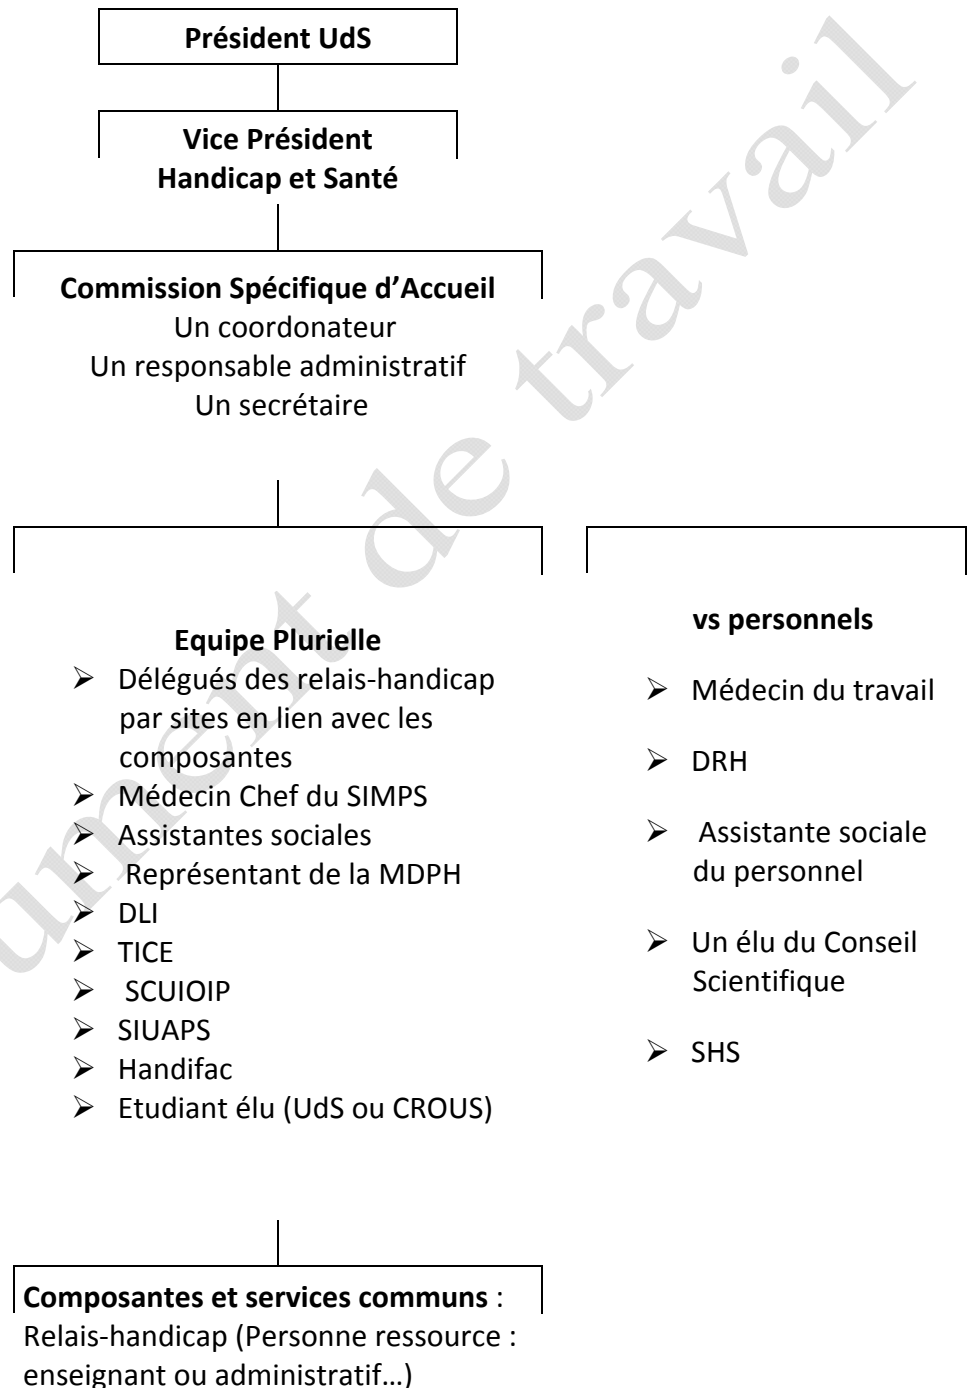 Président UdS
Vice Président
Handicap et Santé
Commission Spécifique d’Accueil
Un coordonateur
Un responsable administratif
Un secrétaire
Equipe Plurielle
➢ Délégués des relais-handicap
par sites en lien avec les
composantes
➢ Médecin Chef du SIMPS
➢ Assistantes sociales
➢ Représentant de la MDPH
➢ DLI
➢ TICE
➢ SCUIOIP
➢ SIUAPS
➢ Handifac
➢ Etudiant élu (UdS ou CROUS)
vs personnels
➢ Médecin du travail
➢ DRH
➢ Assistante sociale
du personnel
➢ Un élu du Conseil
Scientifique
➢ SHS
Composantes et services communs :
Relais-handicap (Personne ressource :
enseignant ou administratif…)
ument de travail